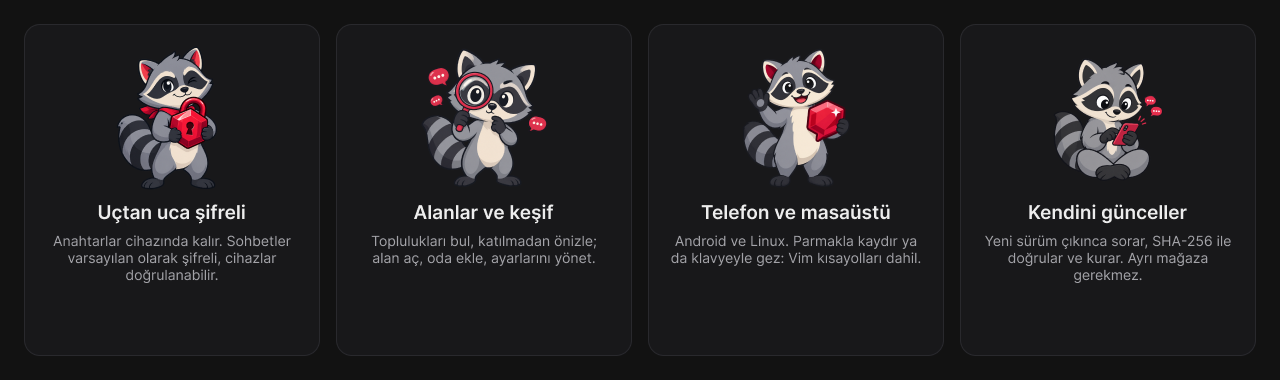 Uçtan uca şifreli
Anahtarlar cihazında kalır. Sohbetler
varsayılan olarak şifreli, cihazlar
doğrulanabilir.
Alanlar ve keşif
Toplulukları bul, katılmadan önizle;
alan aç, oda ekle, ayarlarını yönet.
Telefon ve masaüstü
Android ve Linux. Parmakla kaydır ya
da klavyeyle gez: Vim kısayolları dahil.
Kendini günceller
Yeni sürüm çıkınca sorar, SHA-256 ile
doğrular ve kurar. Ayrı mağaza
gerekmez.